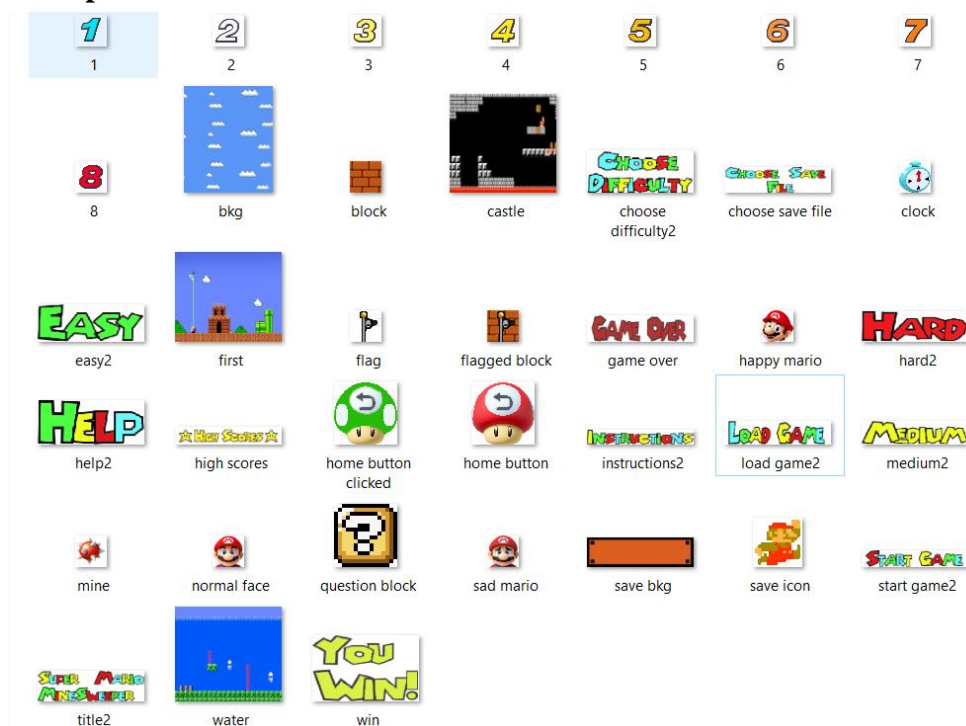 1 2 3 4 5 6 7
1 2 3 4 5 6 7
8
CHOOSE
DIFFICULTY
CHOOSE SAVE
FILE
8 bkg block castle choose
difficulty2 choose save file clock
EASY
GAME OVER
HARD
easy2 first flag flagged block game over happy mario hard2
HELP
HIGH SCORES
INSTRUCTIONS
LOAD GAME
MEDIUM
help2 high scores home button
clicked home button instructions2 load game2 medium2
?
START GAME
mine normal face question block sad mario save bkg save icon start game2
SUPER MARIO
MINESWEEPER
YOU
WIN!
title2 water win